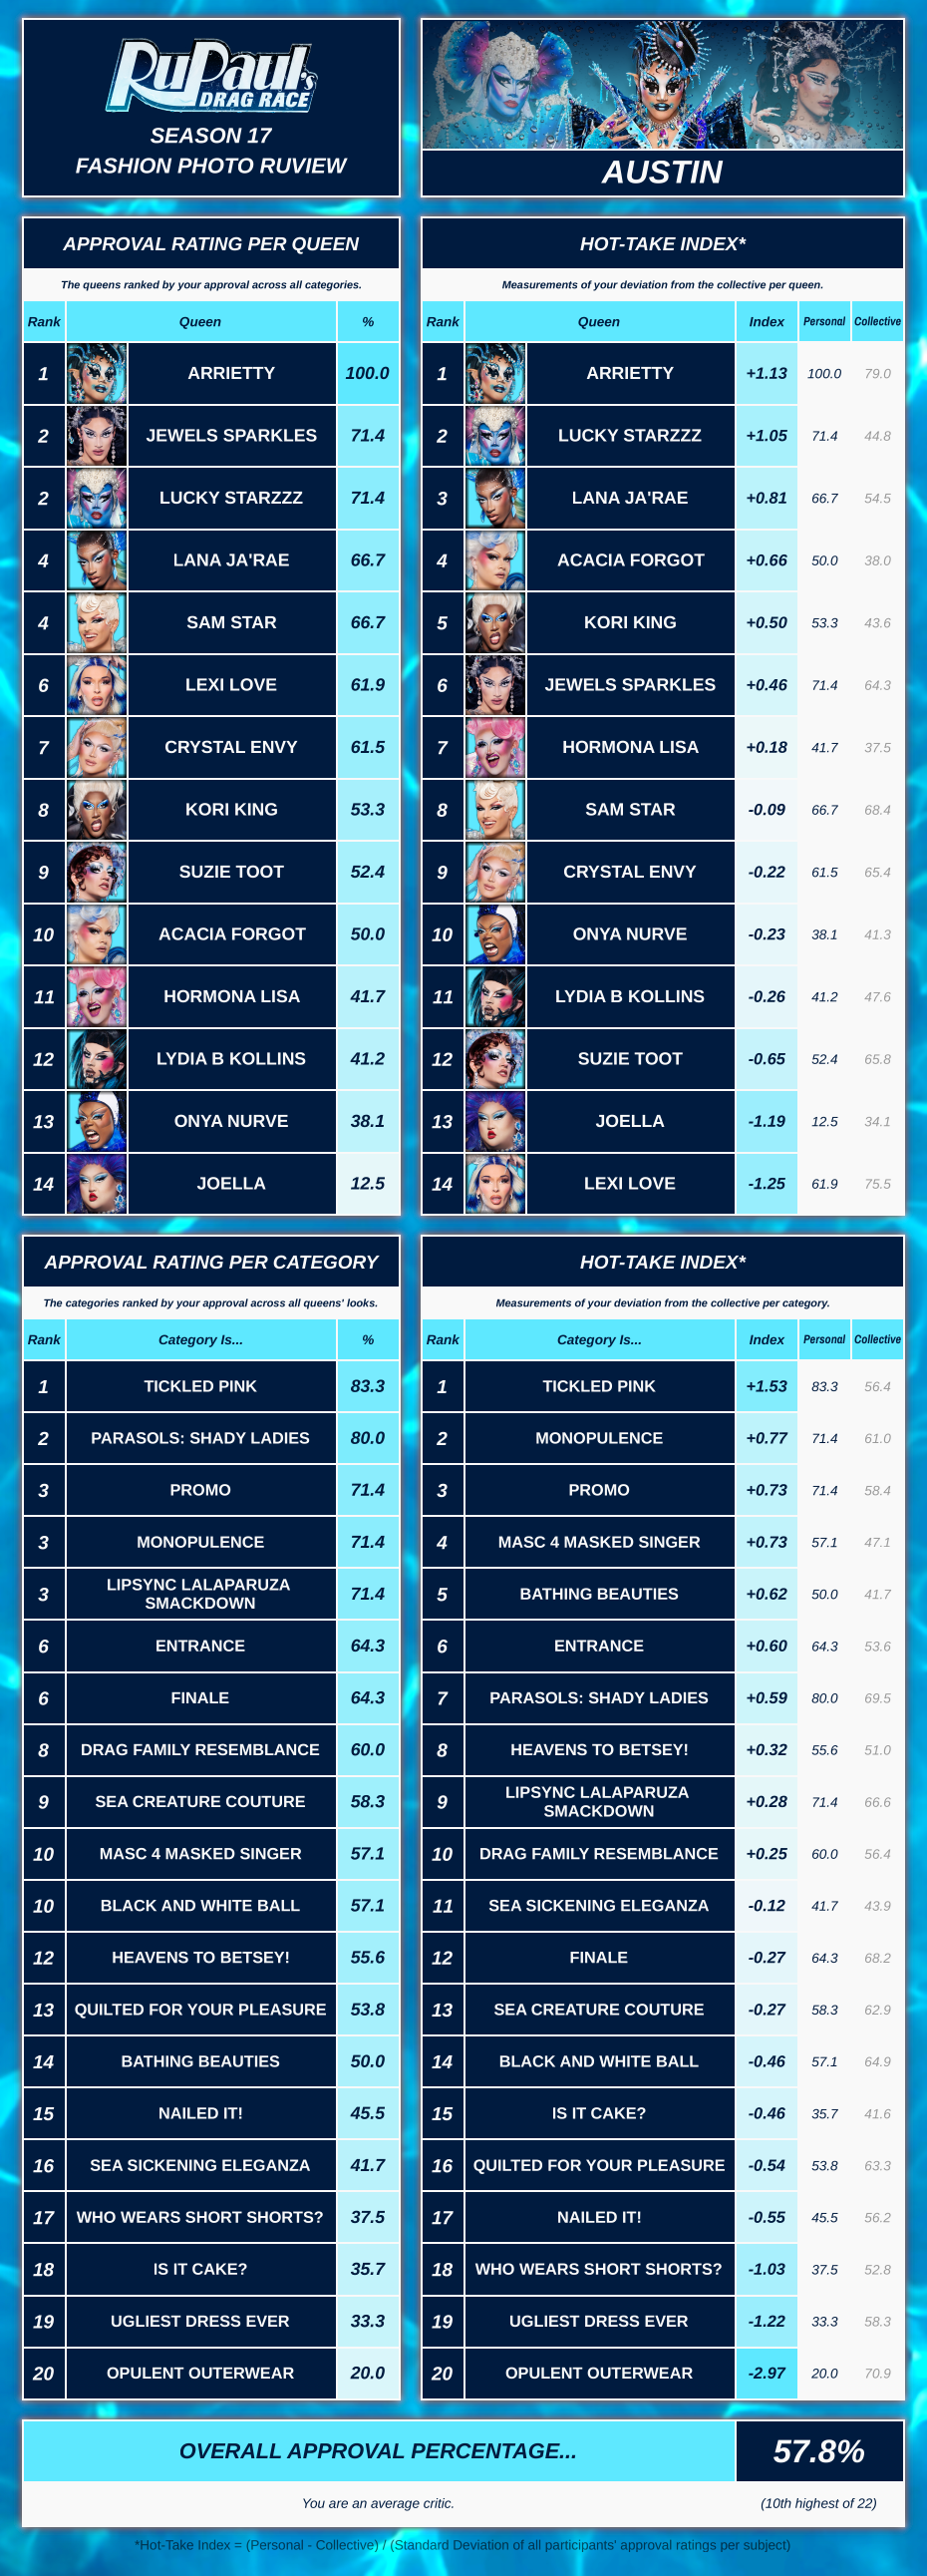 RuPaul's
DRAG RACE
SEASON 17
FASHION PHOTO RUVIEW
AUSTIN
APPROVAL RATING PER QUEEN
The queens ranked by your approval across all categories.
Rank Queen %
1 ARRIETTY 100.0
2 JEWELS SPARKLES 71.4
2 LUCKY STARZZZ 71.4
4 LANA JA'RAE 66.7
4 SAM STAR 66.7
6 LEXI LOVE 61.9
7 CRYSTAL ENVY 61.5
8 KORI KING 53.3
9 SUZIE TOOT 52.4
10 ACACIA FORGOT 50.0
11 HORMONA LISA 41.7
12 LYDIA B KOLLINS 41.2
13 ONYA NURVE 38.1
14 JOELLA 12.5
HOT-TAKE INDEX*
Measurements of your deviation from the collective per queen.
Rank Queen Index Personal Collective
1 ARRIETTY +1.13 100.0 79.0
2 LUCKY STARZZZ +1.05 71.4 44.8
3 LANA JA'RAE +0.81 66.7 54.5
4 ACACIA FORGOT +0.66 50.0 38.0
5 KORI KING +0.50 53.3 43.6
6 JEWELS SPARKLES +0.46 71.4 64.3
7 HORMONA LISA +0.18 41.7 37.5
8 SAM STAR -0.09 66.7 68.4
9 CRYSTAL ENVY -0.22 61.5 65.4
10 ONYA NURVE -0.23 38.1 41.3
11 LYDIA B KOLLINS -0.26 41.2 47.6
12 SUZIE TOOT -0.65 52.4 65.8
13 JOELLA -1.19 12.5 34.1
14 LEXI LOVE -1.25 61.9 75.5
APPROVAL RATING PER CATEGORY
The categories ranked by your approval across all queens' looks.
Rank Category Is... %
1 TICKLED PINK 83.3
2 PARASOLS: SHADY LADIES 80.0
3 PROMO 71.4
3 MONOPULENCE 71.4
3 LIPSYNC LALAPARUZA
SMACKDOWN 71.4
6 ENTRANCE 64.3
6 FINALE 64.3
8 DRAG FAMILY RESEMBLANCE 60.0
9 SEA CREATURE COUTURE 58.3
10 MASC 4 MASKED SINGER 57.1
10 BLACK AND WHITE BALL 57.1
12 HEAVENS TO BETSEY! 55.6
13 QUILTED FOR YOUR PLEASURE 53.8
14 BATHING BEAUTIES 50.0
15 NAILED IT! 45.5
16 SEA SICKENING ELEGANZA 41.7
17 WHO WEARS SHORT SHORTS? 37.5
18 IS IT CAKE? 35.7
19 UGLIEST DRESS EVER 33.3
20 OPULENT OUTERWEAR 20.0
HOT-TAKE INDEX*
Measurements of your deviation from the collective per category.
Rank Category Is... Index Personal Collective
1 TICKLED PINK +1.53 83.3 56.4
2 MONOPULENCE +0.77 71.4 61.0
3 PROMO +0.73 71.4 58.4
4 MASC 4 MASKED SINGER +0.73 57.1 47.1
5 BATHING BEAUTIES +0.62 50.0 41.7
6 ENTRANCE +0.60 64.3 53.6
7 PARASOLS: SHADY LADIES +0.59 80.0 69.5
8 HEAVENS TO BETSEY! +0.32 55.6 51.0
9 LIPSYNC LALAPARUZA
SMACKDOWN +0.28 71.4 66.6
10 DRAG FAMILY RESEMBLANCE +0.25 60.0 56.4
11 SEA SICKENING ELEGANZA -0.12 41.7 43.9
12 FINALE -0.27 64.3 68.2
13 SEA CREATURE COUTURE -0.27 58.3 62.9
14 BLACK AND WHITE BALL -0.46 57.1 64.9
15 IS IT CAKE? -0.46 35.7 41.6
16 QUILTED FOR YOUR PLEASURE -0.54 53.8 63.3
17 NAILED IT! -0.55 45.5 56.2
18 WHO WEARS SHORT SHORTS? -1.03 37.5 52.8
19 UGLIEST DRESS EVER -1.22 33.3 58.3
20 OPULENT OUTERWEAR -2.97 20.0 70.9
OVERALL APPROVAL PERCENTAGE... 57.8%
You are an average critic. (10th highest of 22)
*Hot-Take Index = (Personal - Collective) / (Standard Deviation of all participants' approval ratings per subject)